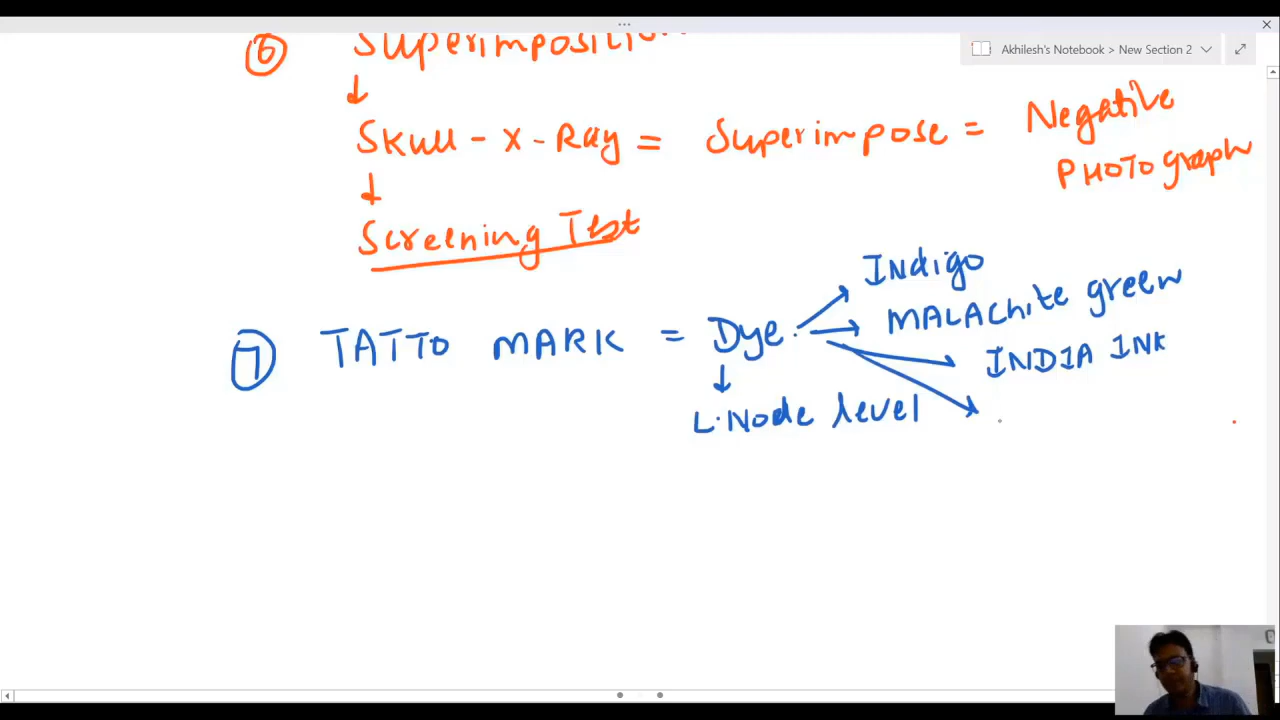 Akhilesh's Notebook > New Section 2
6 Superimposition
↓
Skull - X - Ray = Superimpose = Negative PHOTOgraph
↓
Screening Test
7 TATTO MARK = Dye
Indigo
MALAChite green
INDIA INK
↓
L.Node level